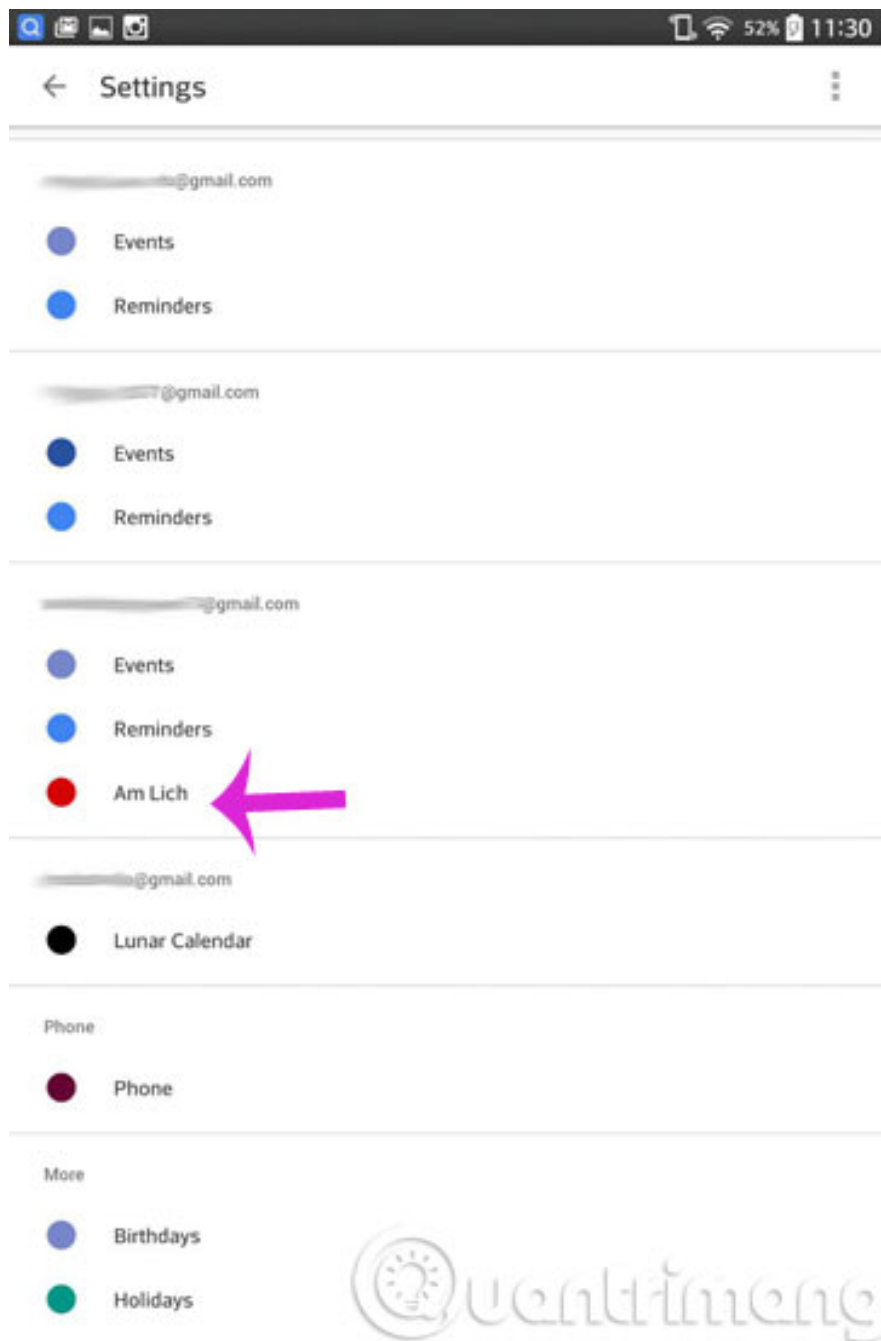 52% 11:30
Settings
@gmail.com
Events
Reminders
@gmail.com
Events
Reminders
@gmail.com
Events
Reminders
Am Lich
@gmail.com
Lunar Calendar
Phone
Phone
More
Birthdays
Holidays
Quantrimang